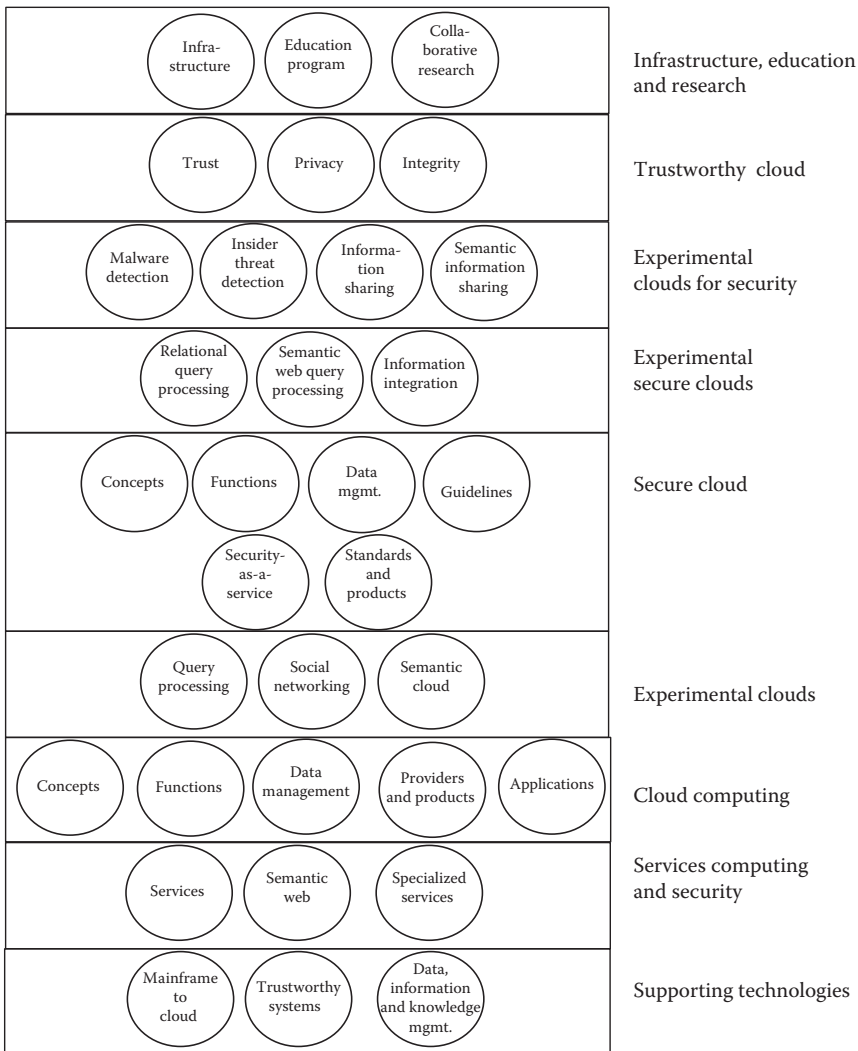 Infra-
structure
Education
program
Colla-
borative
research
Infrastructure, education
and research
Trust
Privacy
Integrity
Trustworthy cloud
Malware
detection
Insider
threat
detection
Informa-
tion
sharing
Semantic
information
sharing
Experimental
clouds for security
Relational
query
processing
Semantic
web query
processing
Information
integration
Experimental
secure clouds
Concepts
Functions
Data
mgmt.
Guidelines
Secure cloud
Security-
as-a-
service
Standards
and
products
Query
processing
Social
networking
Semantic
cloud
Experimental clouds
Concepts
Functions
Data
management
Providers
and products
Applications
Cloud computing
Services
Semantic
web
Specialized
services
Services computing
and security
Mainframe
to
cloud
Trustworthy
systems
Data,
information
and knowledge
mgmt.
Supporting technologies